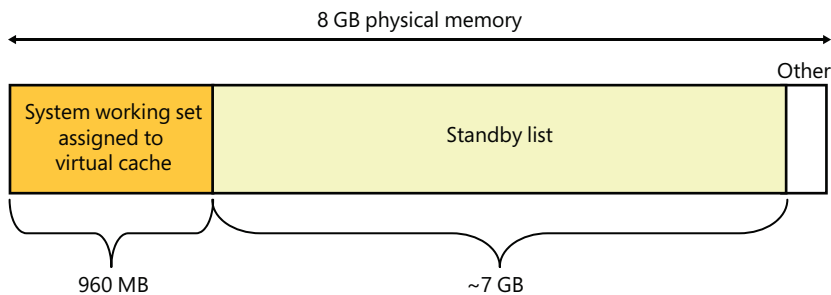 8 GB physical memory
Other
System working set
assigned to
virtual cache
Standby list
960 MB
~7 GB